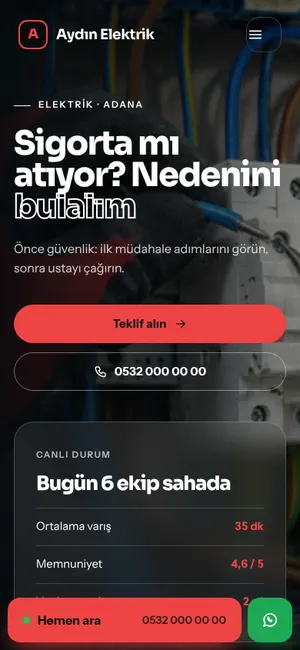 A Aydın Elektrik
ELEKTRİK · ADANA
Sigorta mı
atıyor? Nedenini
bulalım
Önce güvenlik: ilk müdahale adımlarını görün,
sonra ustayı çağırın.
Teklif alın →
0532 000 00 00
CANLI DURUM
Bugün 6 ekip sahada
Ortalama varış 35 dk
Memnuniyet 4,6 / 5
Hemen ara 0532 000 00 00